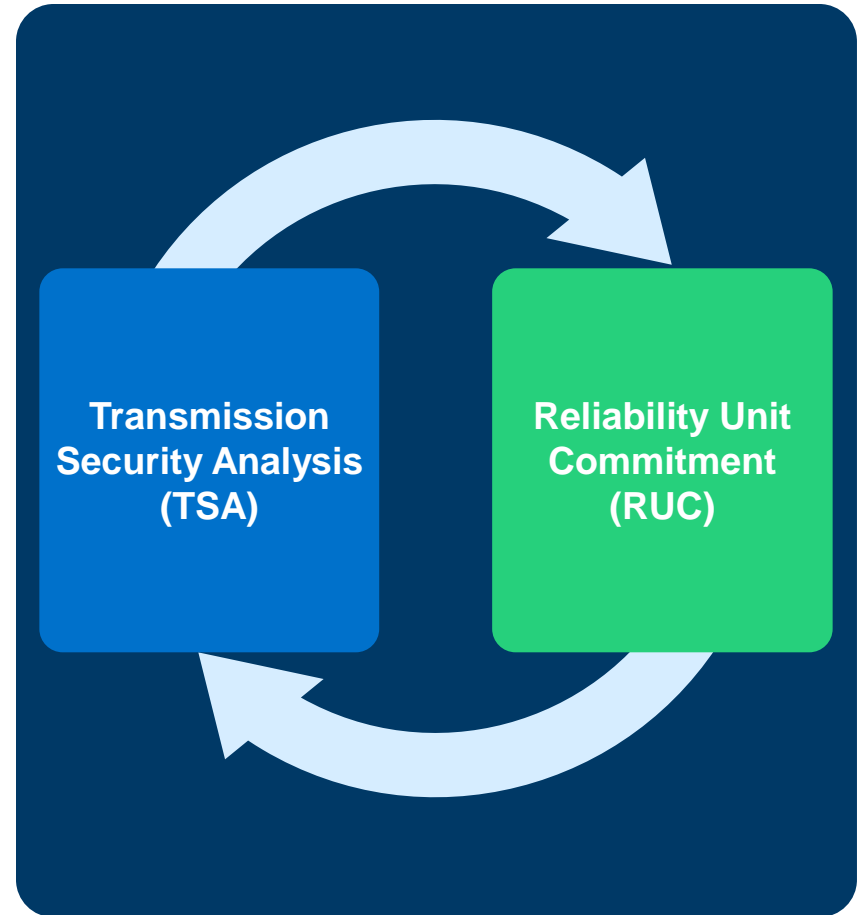 Transmission
Security Analysis
(TSA)
Reliability Unit
Commitment
(RUC)